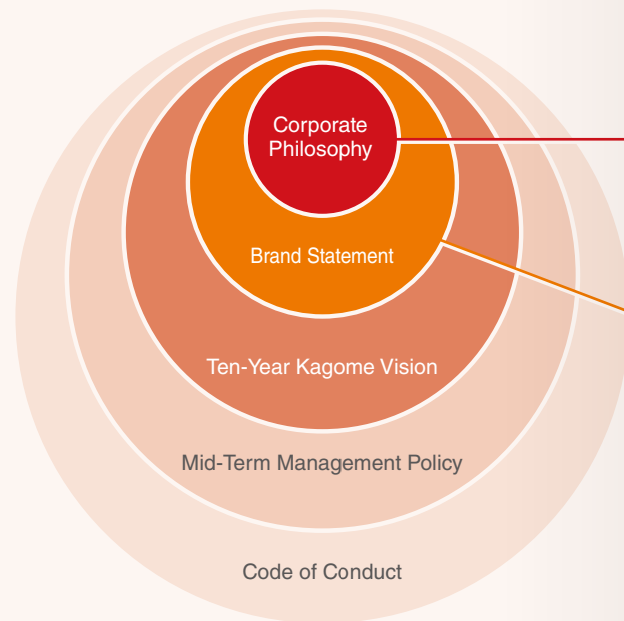 Corporate
Philosophy
Brand Statement
Ten-Year Kagome Vision
Mid-Term Management Policy
Code of Conduct